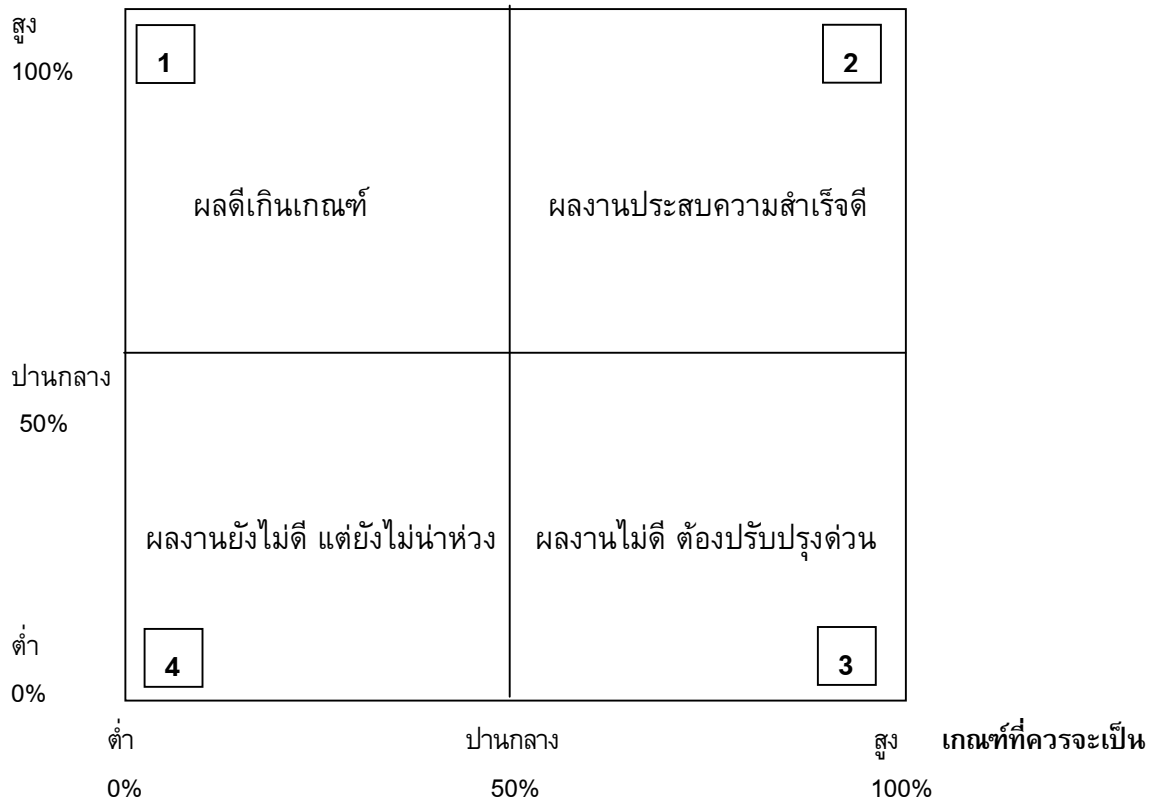 สูง
100%
1
2
ผลดีเกินเกณฑ์
ผลงานประสบความสำเร็จดี
ปานกลาง
50%
ผลงานยังไม่ดี แต่ยังไม่น่าห่วง
ผลงานไม่ดี ต้องปรับปรุงด่วน
ต่ำ
0%
4
3
ต่ำ ปานกลาง สูง เกณฑ์ที่ควรจะเป็น
0% 50% 100%